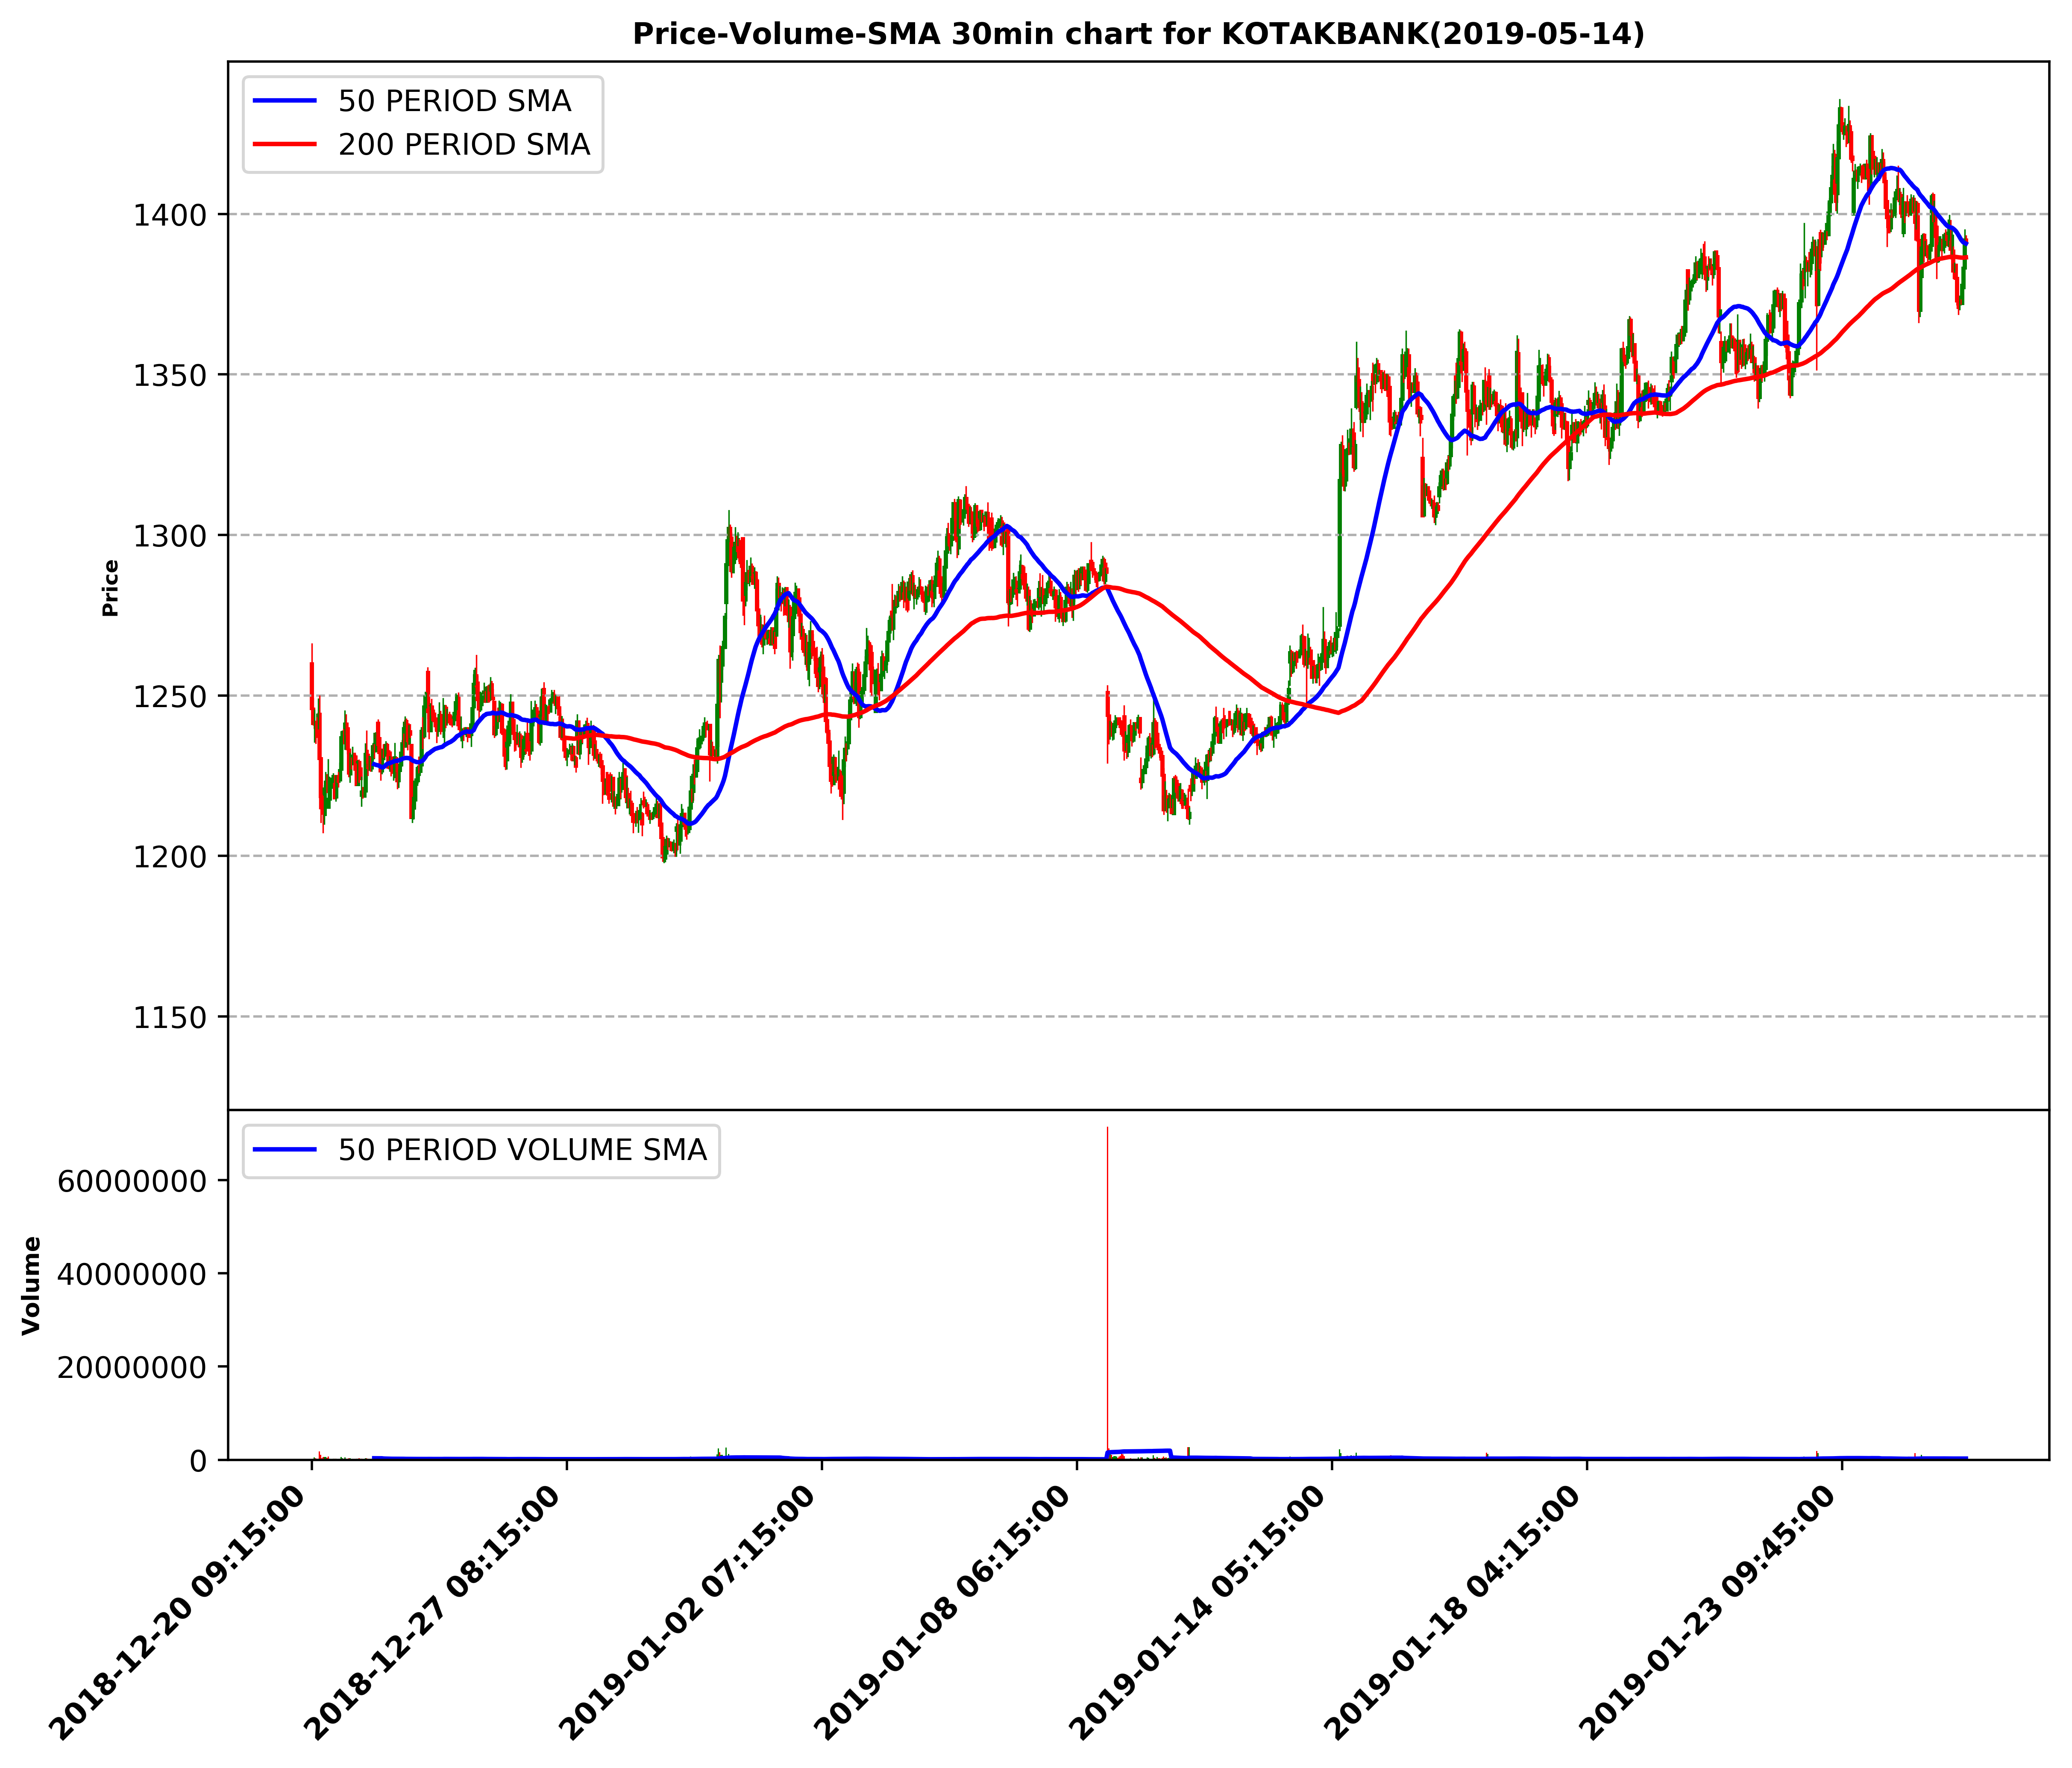 Price-Volume-SMA 30min chart for KOTAKBANK(2019-05-14)
50 PERIOD SMA
200 PERIOD SMA
1400
1350
1300
1250
1200
1150
Price
50 PERIOD VOLUME SMA
60000000
40000000
20000000
0
Volume
2018-12-20 09:15:00
2018-12-27 08:15:00
2019-01-02 07:15:00
2019-01-08 06:15:00
2019-01-14 05:15:00
2019-01-18 04:15:00
2019-01-23 09:45:00